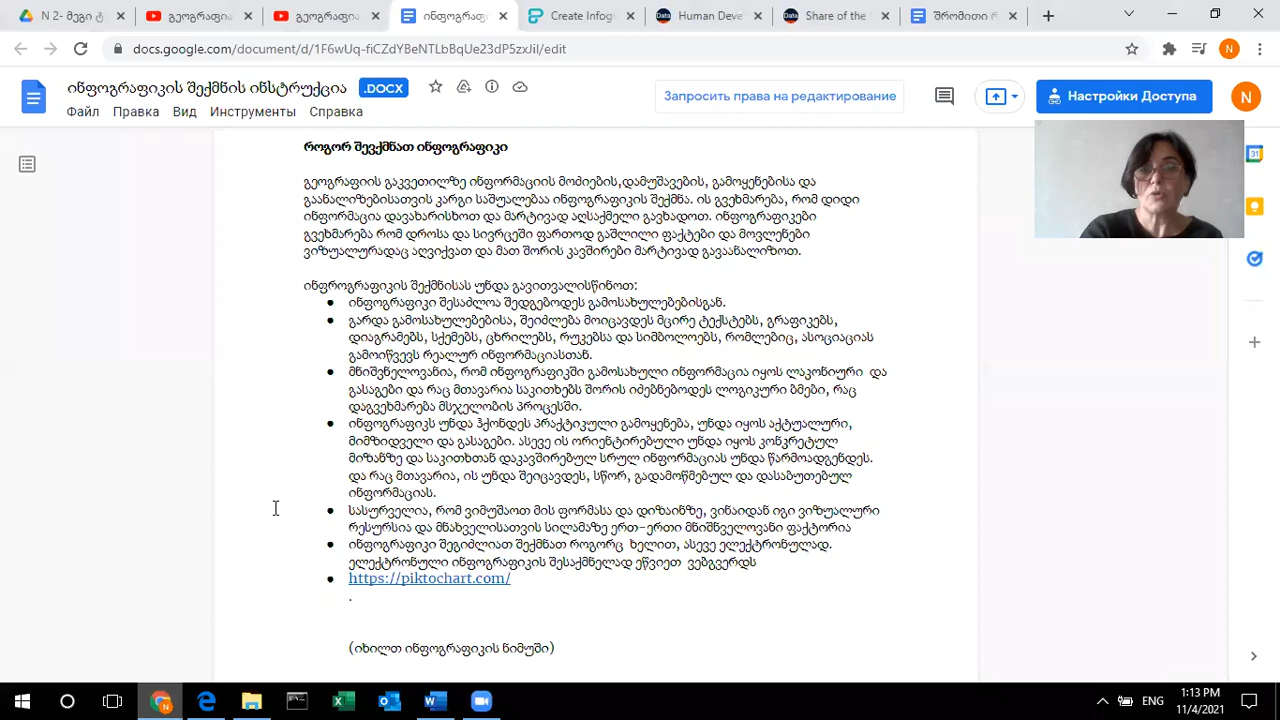 N 2- მეგი ტ
გეოგრაფი
გეოგრაფი
ინფოგრაფ
Create Infog
Human Deve
Share of the
შრომითი რ
docs.google.com/document/d/1F6wUq-fiCZdYBeNTLbBqUe23dP5zxJil/edit
ინფოგრაფიკის შექმნის ინსტრუქცია
.DOCX
Запросить права на редактирование
Настройки Доступа
N
Файл Правка Вид Инструменты Справка
როგორ შევქმნათ ინფოგრაფიკი
გეოგრაფიის გაკვეთილზე ინფორმაციის მოძიების,დამუშავების, გამოყენებისა და
გაანალიზებისათვის კარგი საშუალებაა ინფოგრაფიკის შექმნა. ის გვეხმარება, რომ დიდი
ინფორმაცია დავახარისხოთ და მარტივად აღსაქმელი გავხადოთ. ინფოგრაფიკები
გვეხმარება რომ დროსა და სივრცეში ფართოდ გაშლილი ფაქტები და მოვლენები
ვიზუალურადაც აღვიქვათ და მათ შორის კავშირები მარტივად გავაანალიზოთ.
ინფროგრაფიკის შექმნისას უნდა გავითვალისწინოთ:
● ინფოგრაფიკი შესაძლოა შედგებოდეს გამოსახულებებისგან.
● გარდა გამოსახულებებისა, შეიძლება მოიცავდეს მცირე ტექსტებს, გრაფიკებს,
დიაგრამებს, სქემებს, ცხრილებს, რუკებსა და სიმბოლოებს, რომლებიც, ასოციაციას
გამოიწვევს რეალურ ინფორმაციასთან.
● მნიშვნელოვანია, რომ ინფოგრაფიკში გამოსახული ინფორმაცია იყოს ლაკონიური და
გასაგები და რაც მთავარია საკითხებს შორის იძებნებოდეს ლოგიკური ბმები, რაც
დაგვეხმარება მსჯელობის პროცესში.
● ინფოგრაფიკს უნდა ჰქონდეს პრაქტიკული გამოყენება, უნდა იყოს აქტუალური,
მიმზიდველი და გასაგები. ასევე ის ორიენტირებული უნდა იყოს კონკრეტულ
მიზანზე და საკითხთან დაკავშირებულ სრულ ინფორმაციას უნდა წარმოადგენდეს.
და რაც მთავარია, ის უნდა შეიცავდეს, სწორ, გადამოწმებულ და დასაბუთებულ
ინფორმაციას.
● სასურველია, რომ ვიმუშაოთ მის ფორმასა და დიზაინზე, ვინაიდან იგი ვიზუალური
რესურსია და მნახველისათვის სილამაზე ერთ-ერთი მნიშნველოვანი ფაქტორია
● ინფოგრაფიკი შეგიძლიათ შექმნათ როგორც ხელით, ასევე ელექტრონულად.
ელექტრონული ინფოგრაფიკის შესაქმნელად ეწვიეთ ვებგვერდს
● https://piktochart.com/
.
(იხილთ ინფოგრაფიკის ნიმუში)
ENG
1:13 PM
11/4/2021